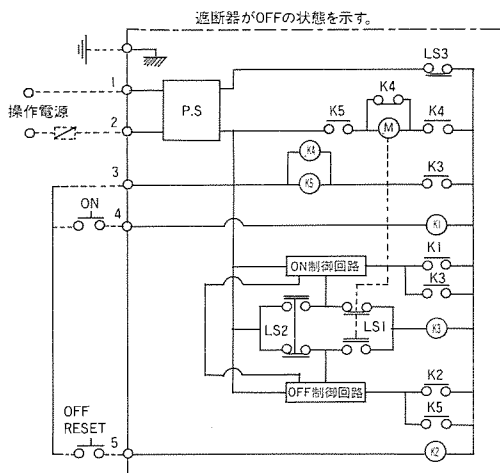 遮断器がOFFの状態を示す。
LS3
1
K4
P.S
操作電源
K5
M
K4
2
K4
3
K5
K3
ON
4
K1
ON制御回路
K1
K3
LS2
LS1
K3
OFF制御回路
K2
K5
OFF
RESET
5
K2